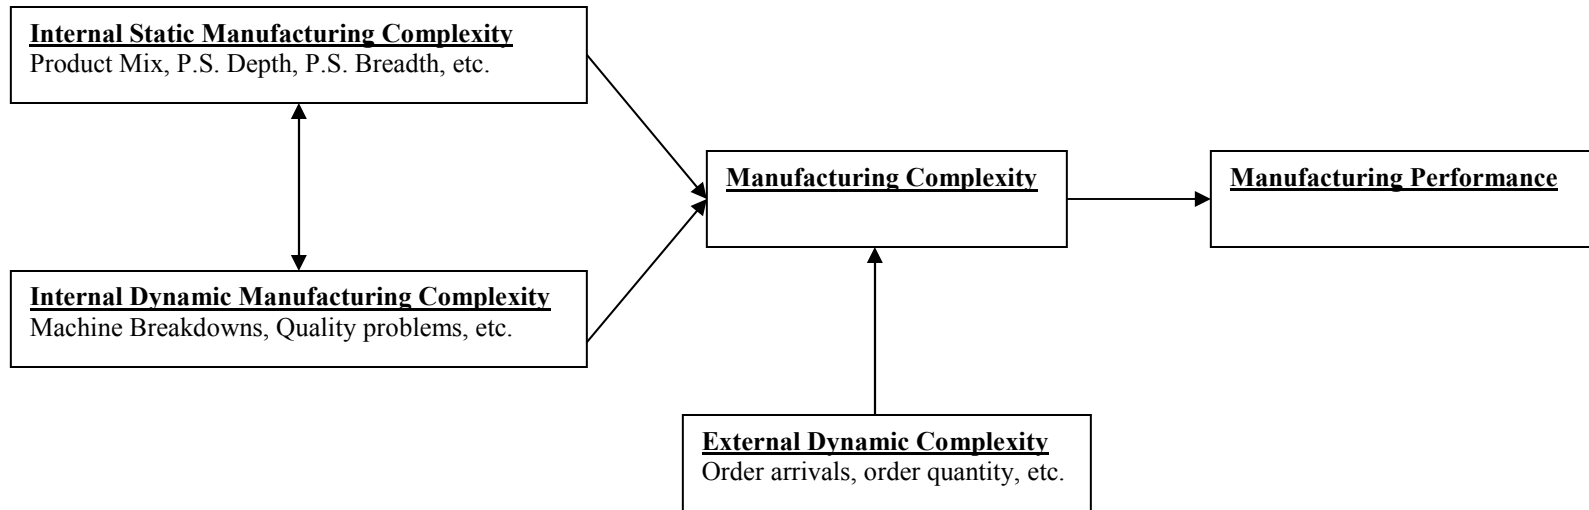 Internal Static Manufacturing Complexity
Product Mix, P.S. Depth, P.S. Breadth, etc.
Manufacturing Complexity
Manufacturing Performance
Internal Dynamic Manufacturing Complexity
Machine Breakdowns, Quality problems, etc.
External Dynamic Complexity
Order arrivals, order quantity, etc.